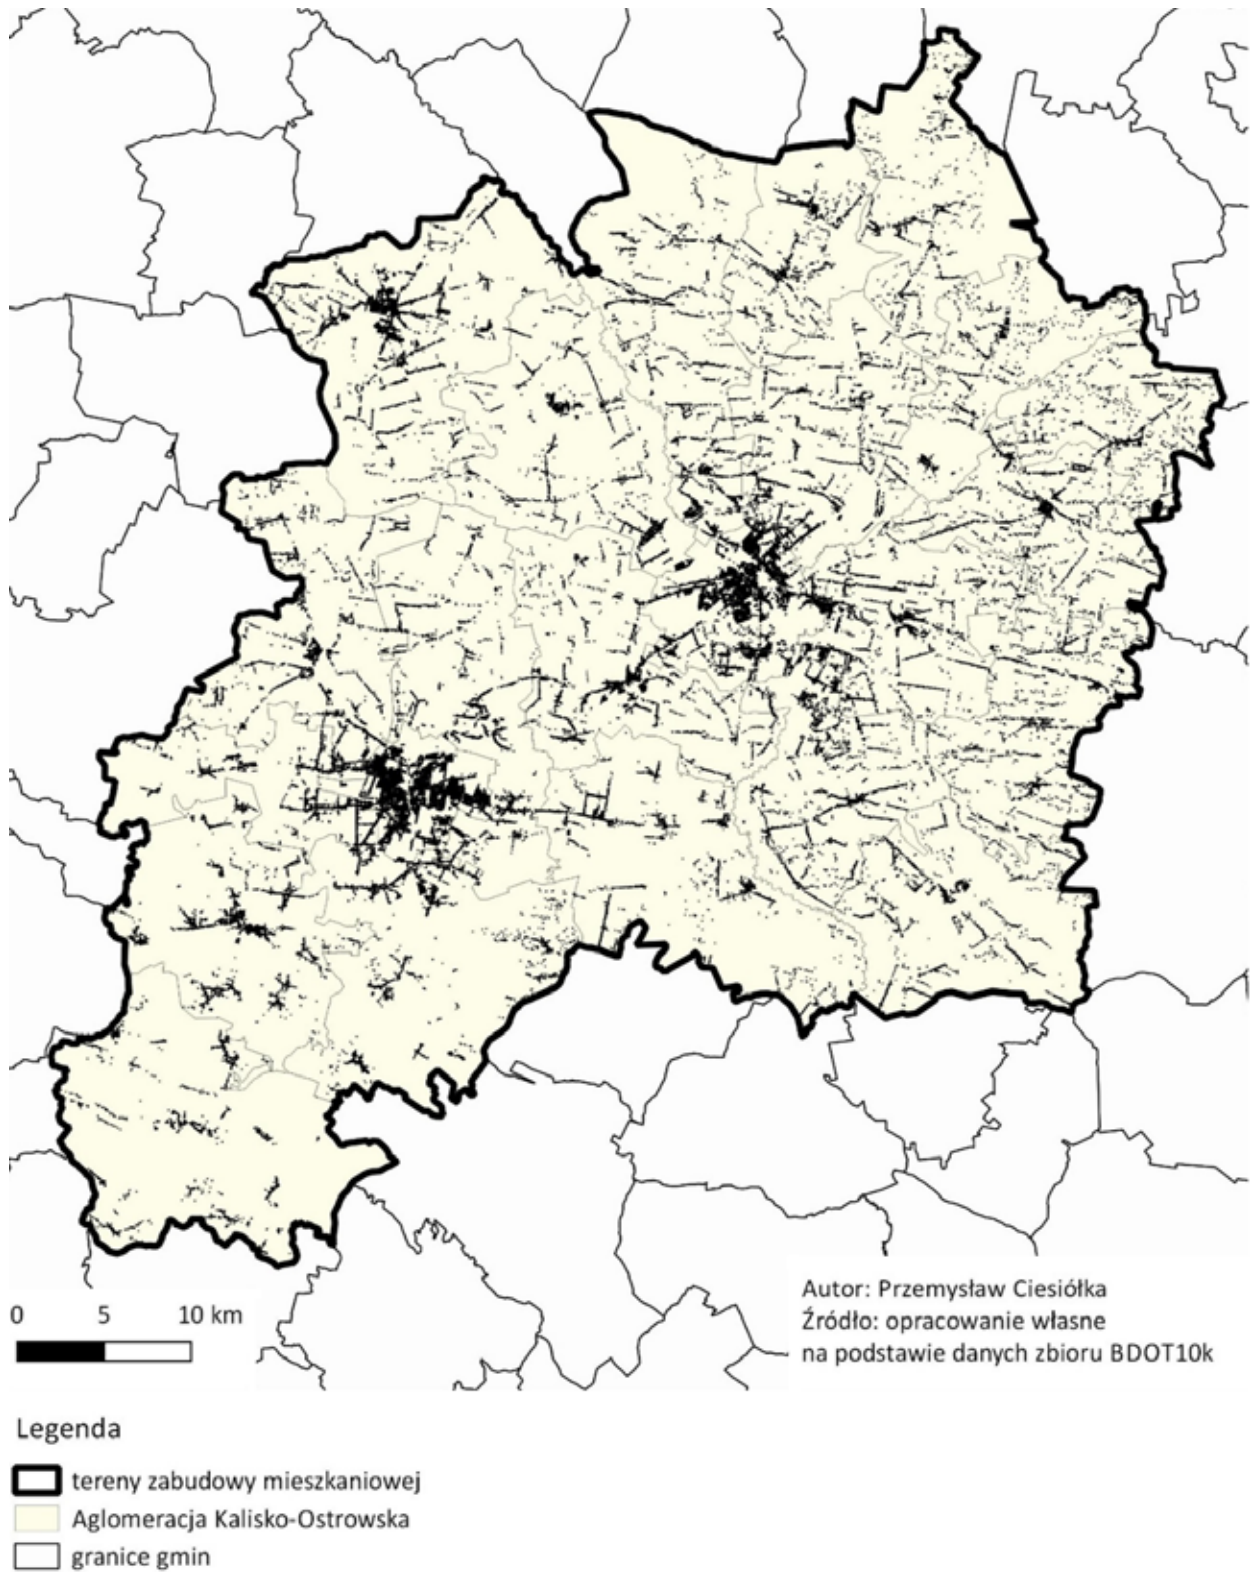 Autor: Przemysław Ciesiółka
Źródło: opracowanie własne
na podstawie danych zbioru BDOT10k
0 5 10 km
Legenda
tereny zabudowy mieszkaniowej
Aglomeracja Kalisko-Ostrowska
granice gmin